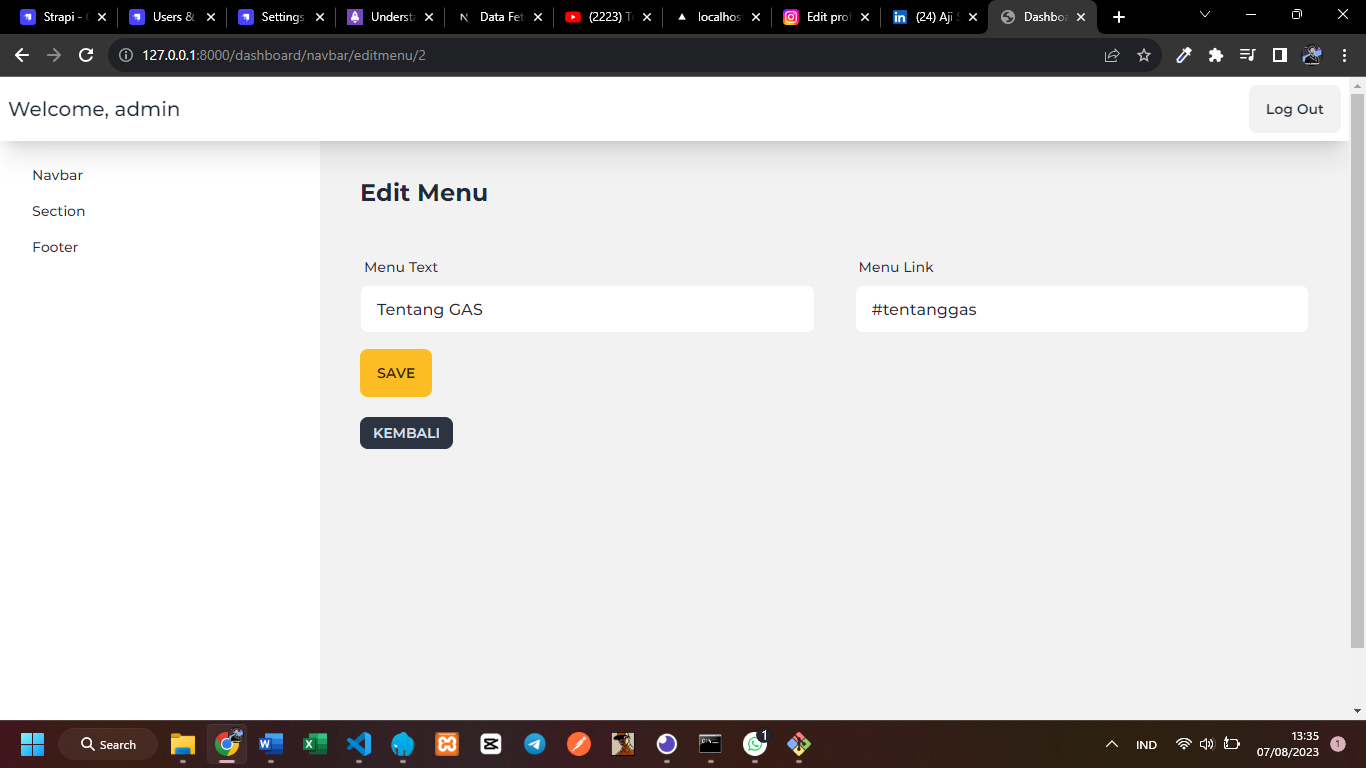 Strapi -
Users &
Settings
Underst
Data Fet
(2223) T
localhos
Edit prof
(24) Aji S
Dashboa
127.0.0.1:8000/dashboard/navbar/editmenu/2
Welcome, admin
Log Out
Navbar
Section
Footer
Edit Menu
Menu Text
Menu Link
Tentang GAS
#tentanggas
SAVE
KEMBALI
Search
1
IND
13:35
07/08/2023
1